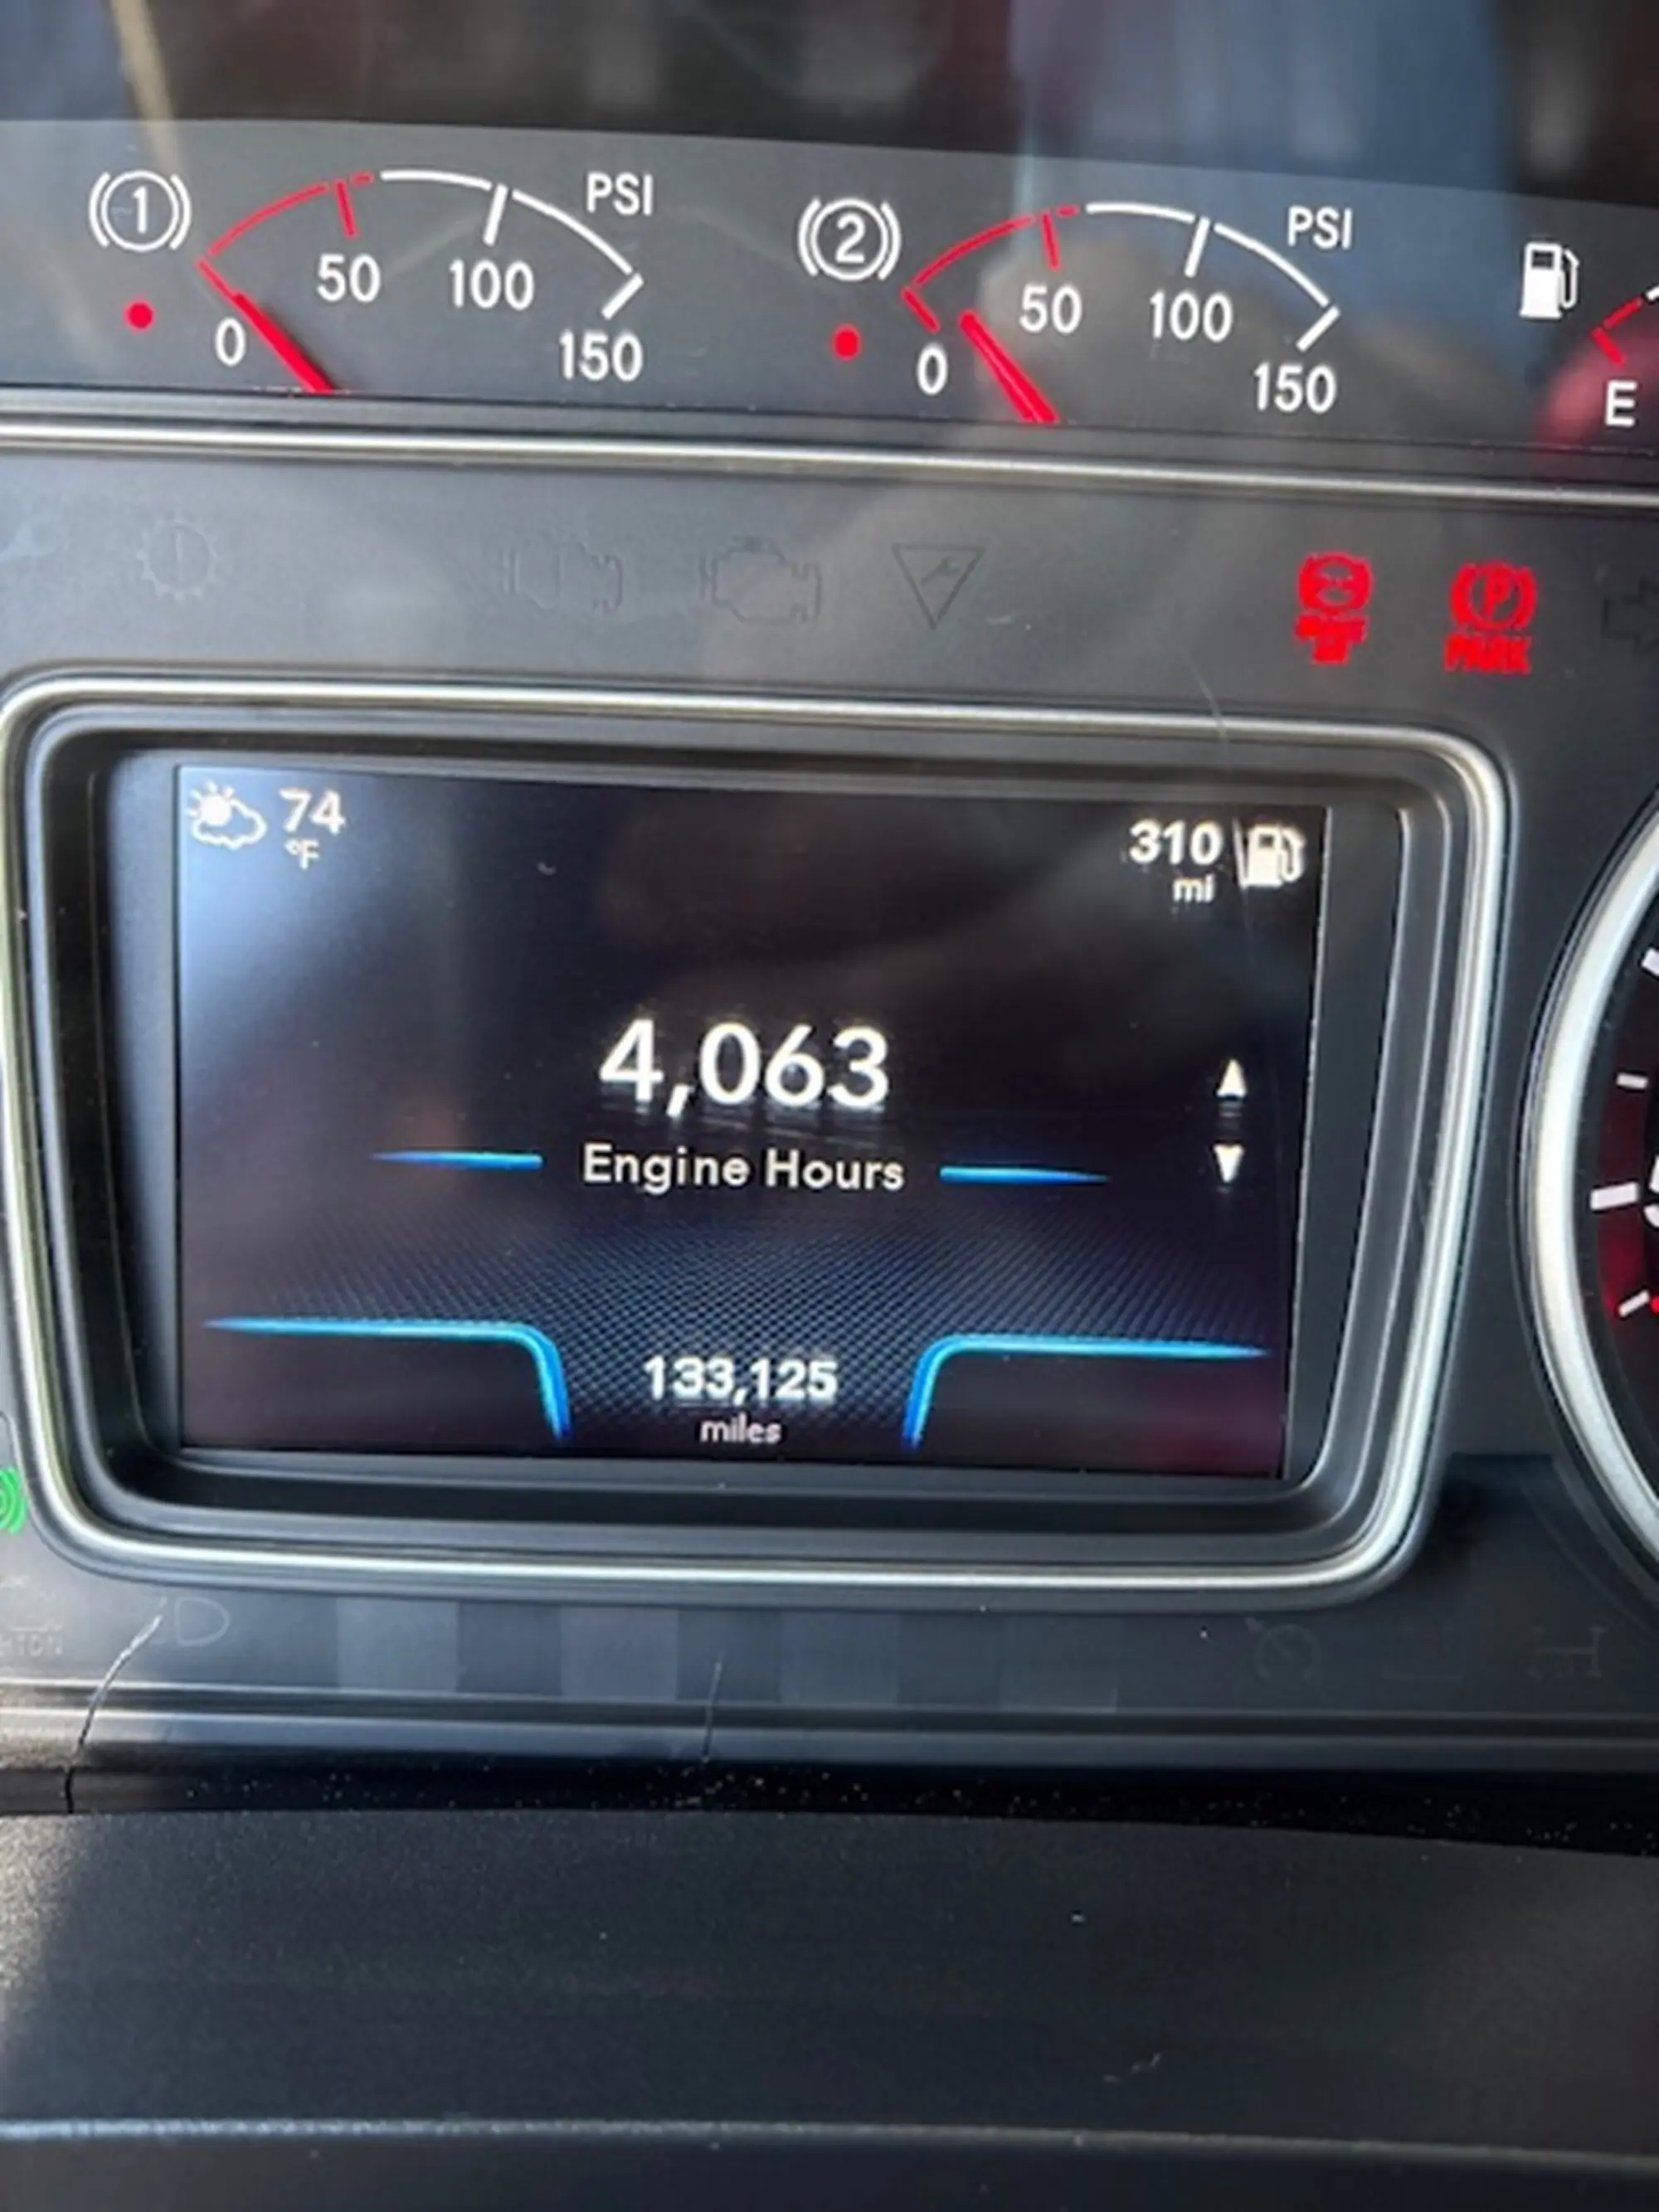 1 PSI
50 100
0 150
2 PSI
50 100
0 150
E
P
PARK
74
°F
310
mi
4,063
Engine Hours
133,125
miles